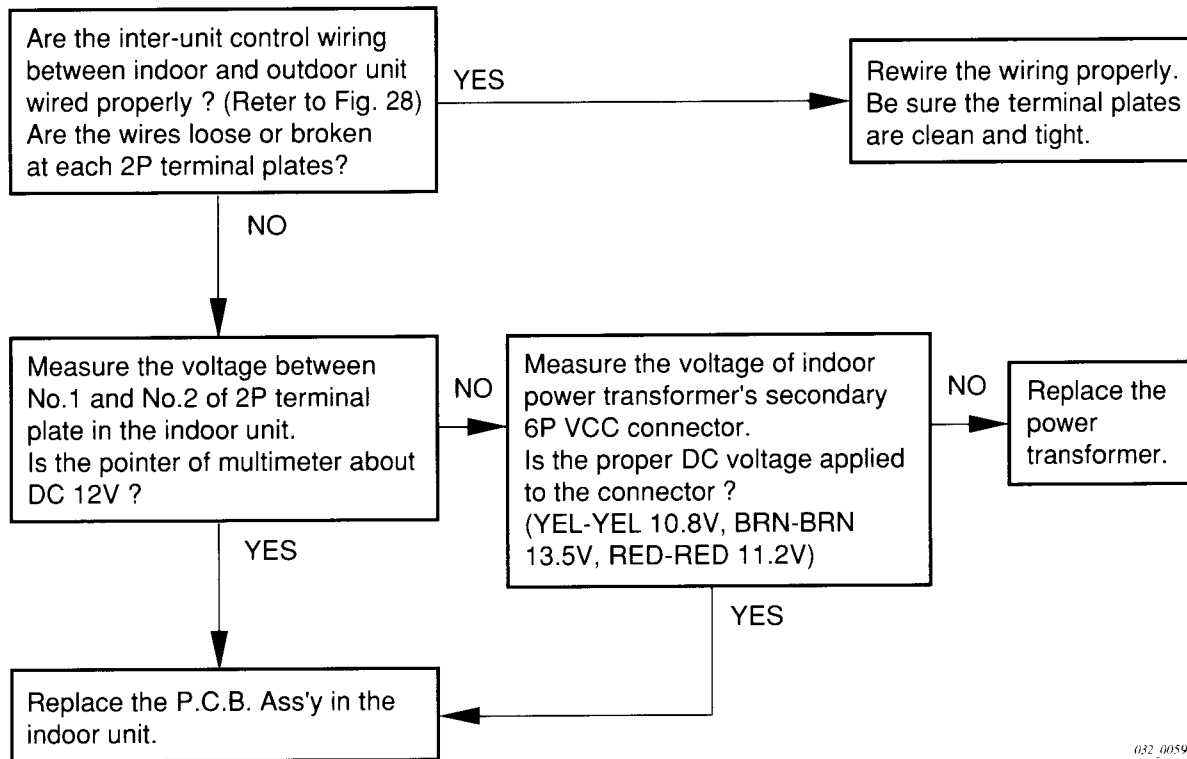 Are the inter-unit control wiring
between indoor and outdoor unit
wired properly ? (Reter to Fig. 28)
Are the wires loose or broken
at each 2P terminal plates?
YES
Rewire the wiring properly.
Be sure the terminal plates
are clean and tight.
NO
Measure the voltage between
No.1 and No.2 of 2P terminal
plate in the indoor unit.
Is the pointer of multimeter about
DC 12V ?
NO
Measure the voltage of indoor
power transformer's secondary
6P VCC connector.
Is the proper DC voltage applied
to the connector ?
(YEL-YEL 10.8V, BRN-BRN
13.5V, RED-RED 11.2V)
NO
Replace the
power
transformer.
YES
YES
Replace the P.C.B. Ass'y in the
indoor unit.
032_0059